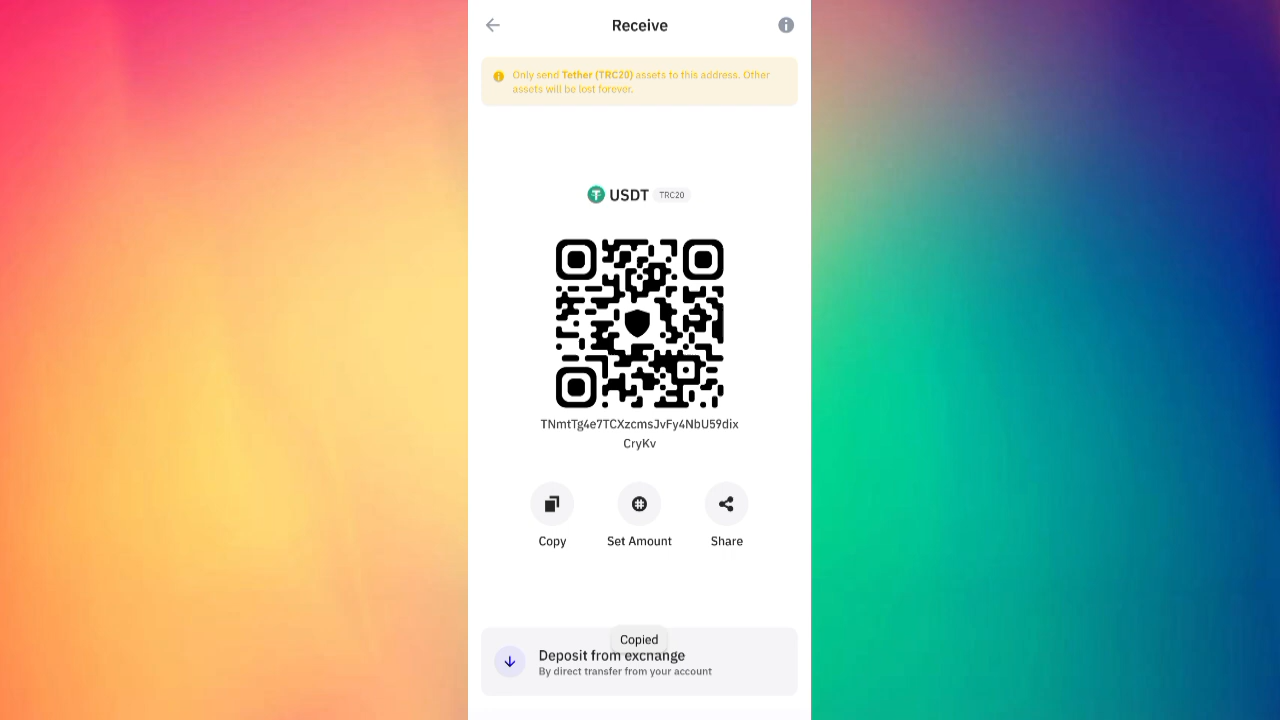 Receive
Only send Tether (TRC20) assets to this address. Other
assets will be lost forever.
USDT TRC20
TNmtTg4e7TCXzcmsJvFy4NbU59dix
CryKv
Copy Set Amount Share
Copied
Deposit from exchange
By direct transfer from your account